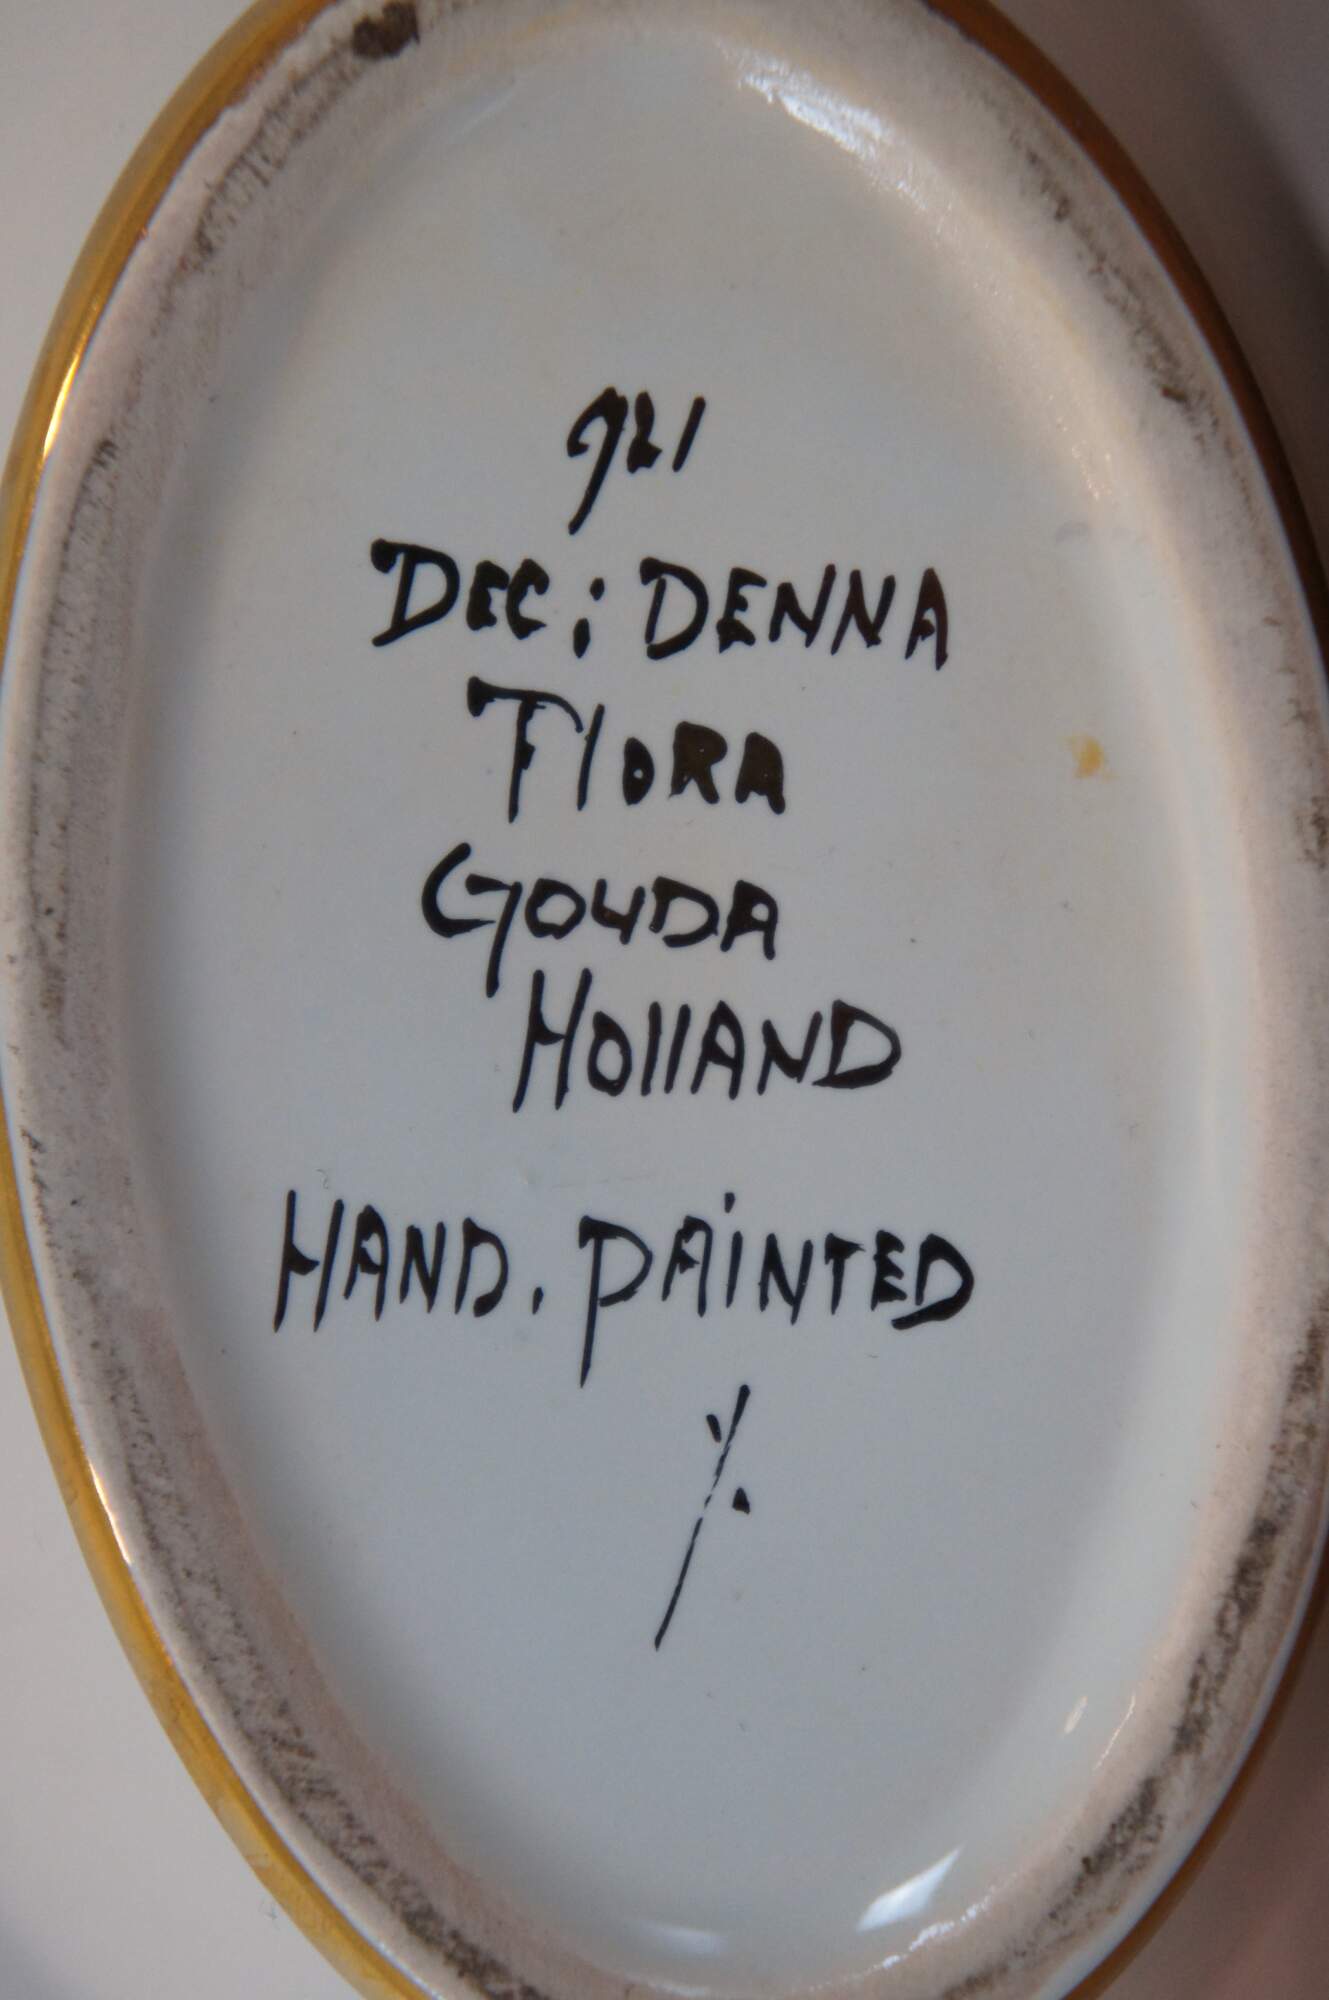 921
DEC: DENNA
FlORA
GOUDA
HOllAND
HAND. PAiNTED